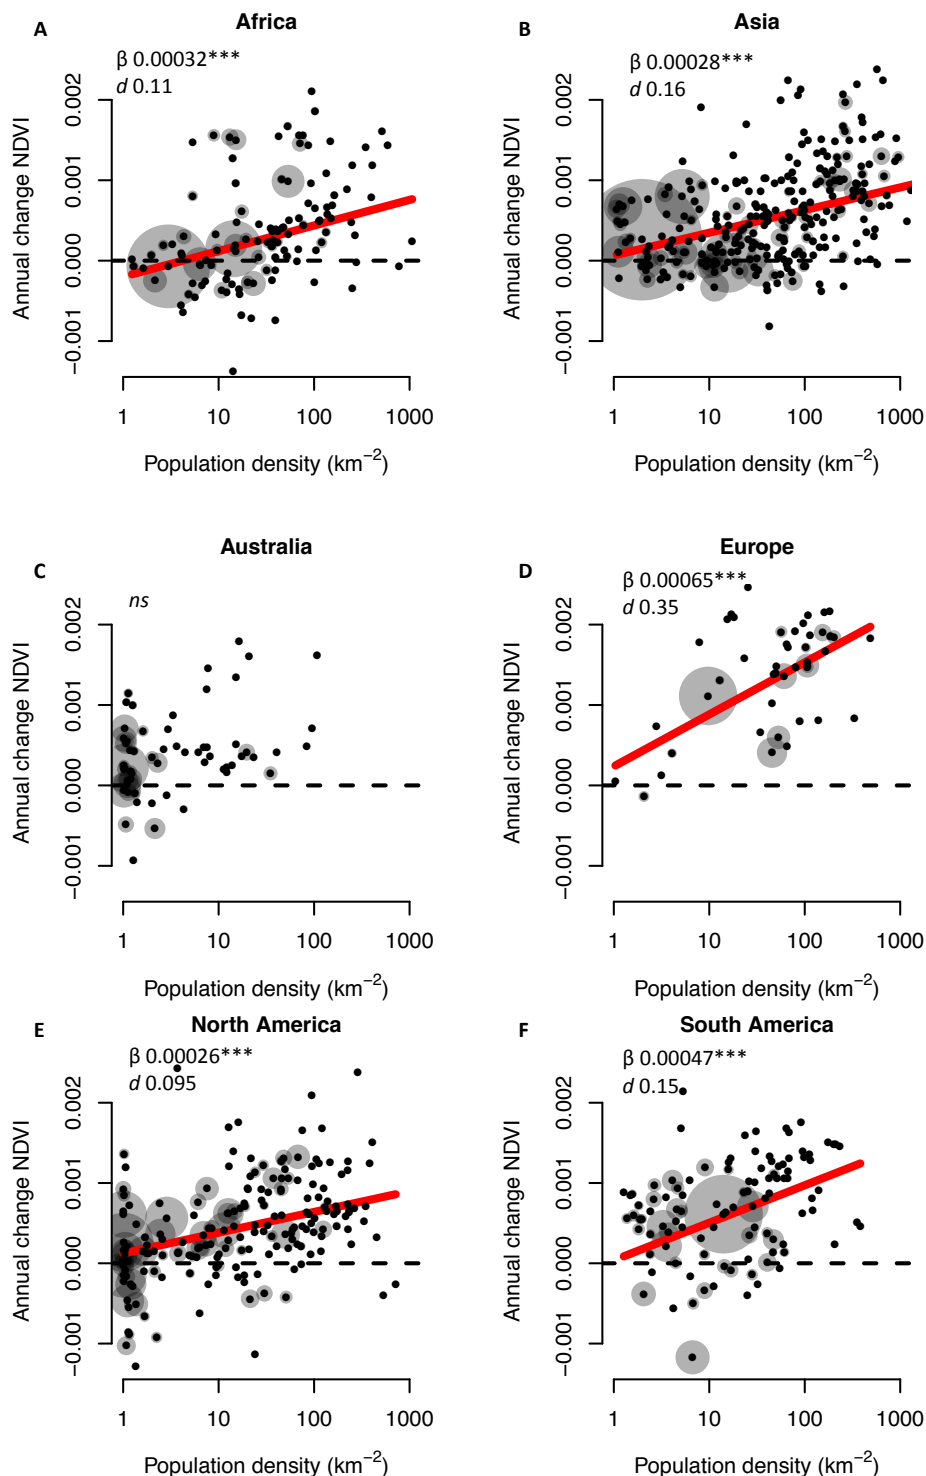 A
Africa
β 0.00032***
d 0.11
Annual change NDVI
0.002
0.001
0.000
−0.001
1
10
100
1000
Population density (km⁻²)
B
Asia
β 0.00028***
d 0.16
Annual change NDVI
0.002
0.001
0.000
−0.001
1
10
100
1000
Population density (km⁻²)
C
Australia
ns
Annual change NDVI
0.002
0.001
0.000
−0.001
1
10
100
1000
Population density (km⁻²)
D
Europe
β 0.00065***
d 0.35
Annual change NDVI
0.002
0.001
0.000
−0.001
1
10
100
1000
Population density (km⁻²)
E
North America
β 0.00026***
d 0.095
Annual change NDVI
0.002
0.001
0.000
−0.001
1
10
100
1000
Population density (km⁻²)
F
South America
β 0.00047***
d 0.15
Annual change NDVI
0.002
0.001
0.000
−0.001
1
10
100
1000
Population density (km⁻²)